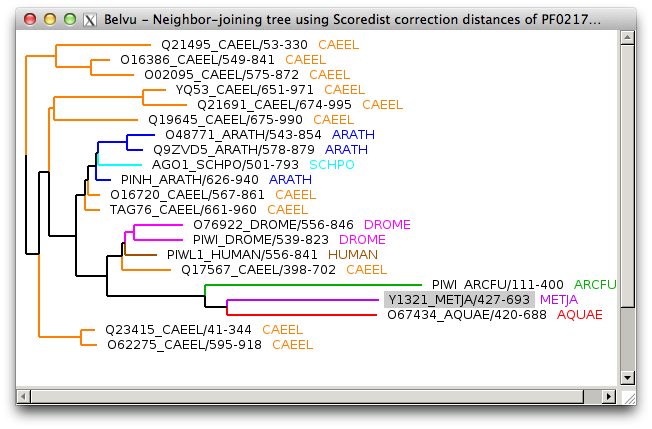 Belvu - Neighbor-joining tree using Scoredist correction distances of PF0217...
Q21495_CAEEL/53-330 CAEEL
O16386_CAEEL/549-841 CAEEL
O02095_CAEEL/575-872 CAEEL
YQ53_CAEEL/651-971 CAEEL
Q21691_CAEEL/674-995 CAEEL
Q19645_CAEEL/675-990 CAEEL
O48771_ARATH/543-854 ARATH
Q9ZVD5_ARATH/578-879 ARATH
AGO1_SCHPO/501-793 SCHPO
PINH_ARATH/626-940 ARATH
O16720_CAEEL/567-861 CAEEL
TAG76_CAEEL/661-960 CAEEL
O76922_DROME/556-846 DROME
PIWI_DROME/539-823 DROME
PIWL1_HUMAN/556-841 HUMAN
Q17567_CAEEL/398-702 CAEEL
PIWI_ARCFU/111-400 ARCFU
Y1321_METJA/427-693 METJA
O67434_AQUAE/420-688 AQUAE
Q23415_CAEEL/41-344 CAEEL
O62275_CAEEL/595-918 CAEEL